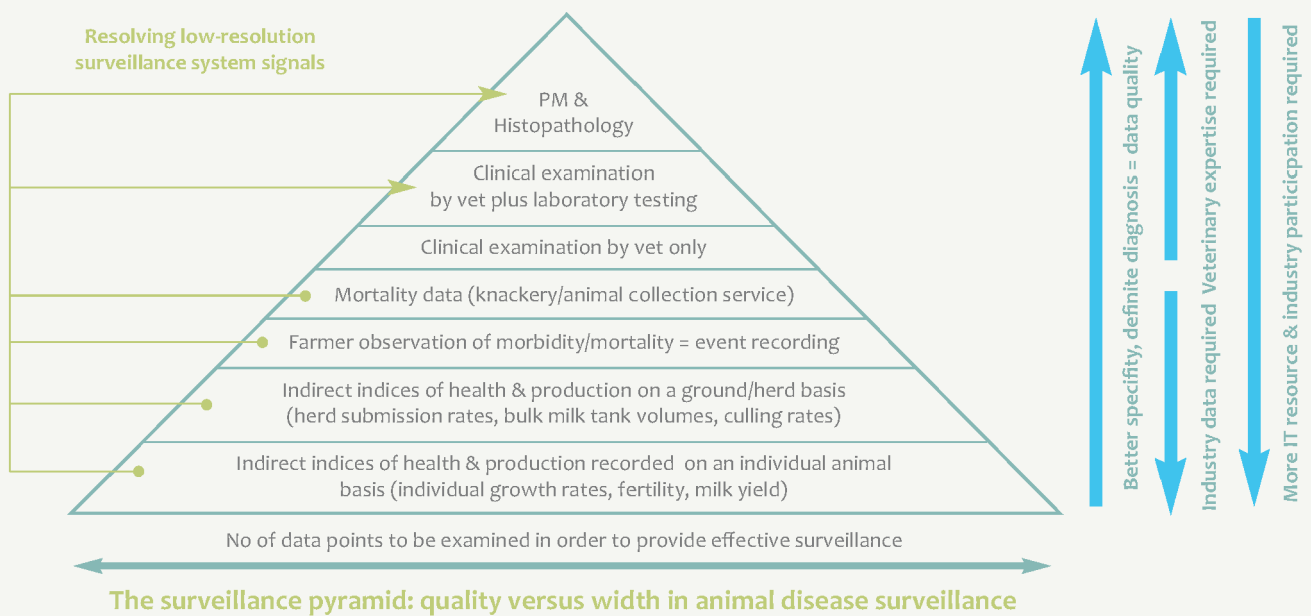 Resolving low-resolution
surveillance system signals
PM &
Histopathology
Clinical examination
by vet plus laboratory testing
Clinical examination by vet only
Mortality data (knackery/animal collection service)
Farmer observation of morbidity/mortality = event recording
Indirect indices of health & production on a ground/herd basis
(herd submission rates, bulk milk tank volumes, culling rates)
Indirect indices of health & production recorded on an individual animal
basis (individual growth rates, fertility, milk yield)
No of data points to be examined in order to provide effective surveillance
The surveillance pyramid: quality versus width in animal disease surveillance
Better specifity, definite diagnosis = data quality
Veterinary expertise required
Industry data required
More IT resource & industry particicpation required